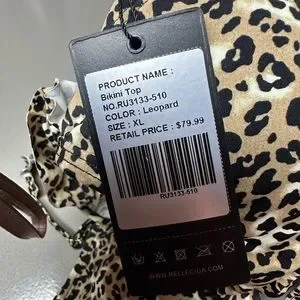 PRODUCT NAME :
Bikini Top
NO.RU3133-510
COLOR : Leopard
SIZE : XL
RETAIL PRICE : $79.99
RU3133-510
WWW.RELLECIGA.COM